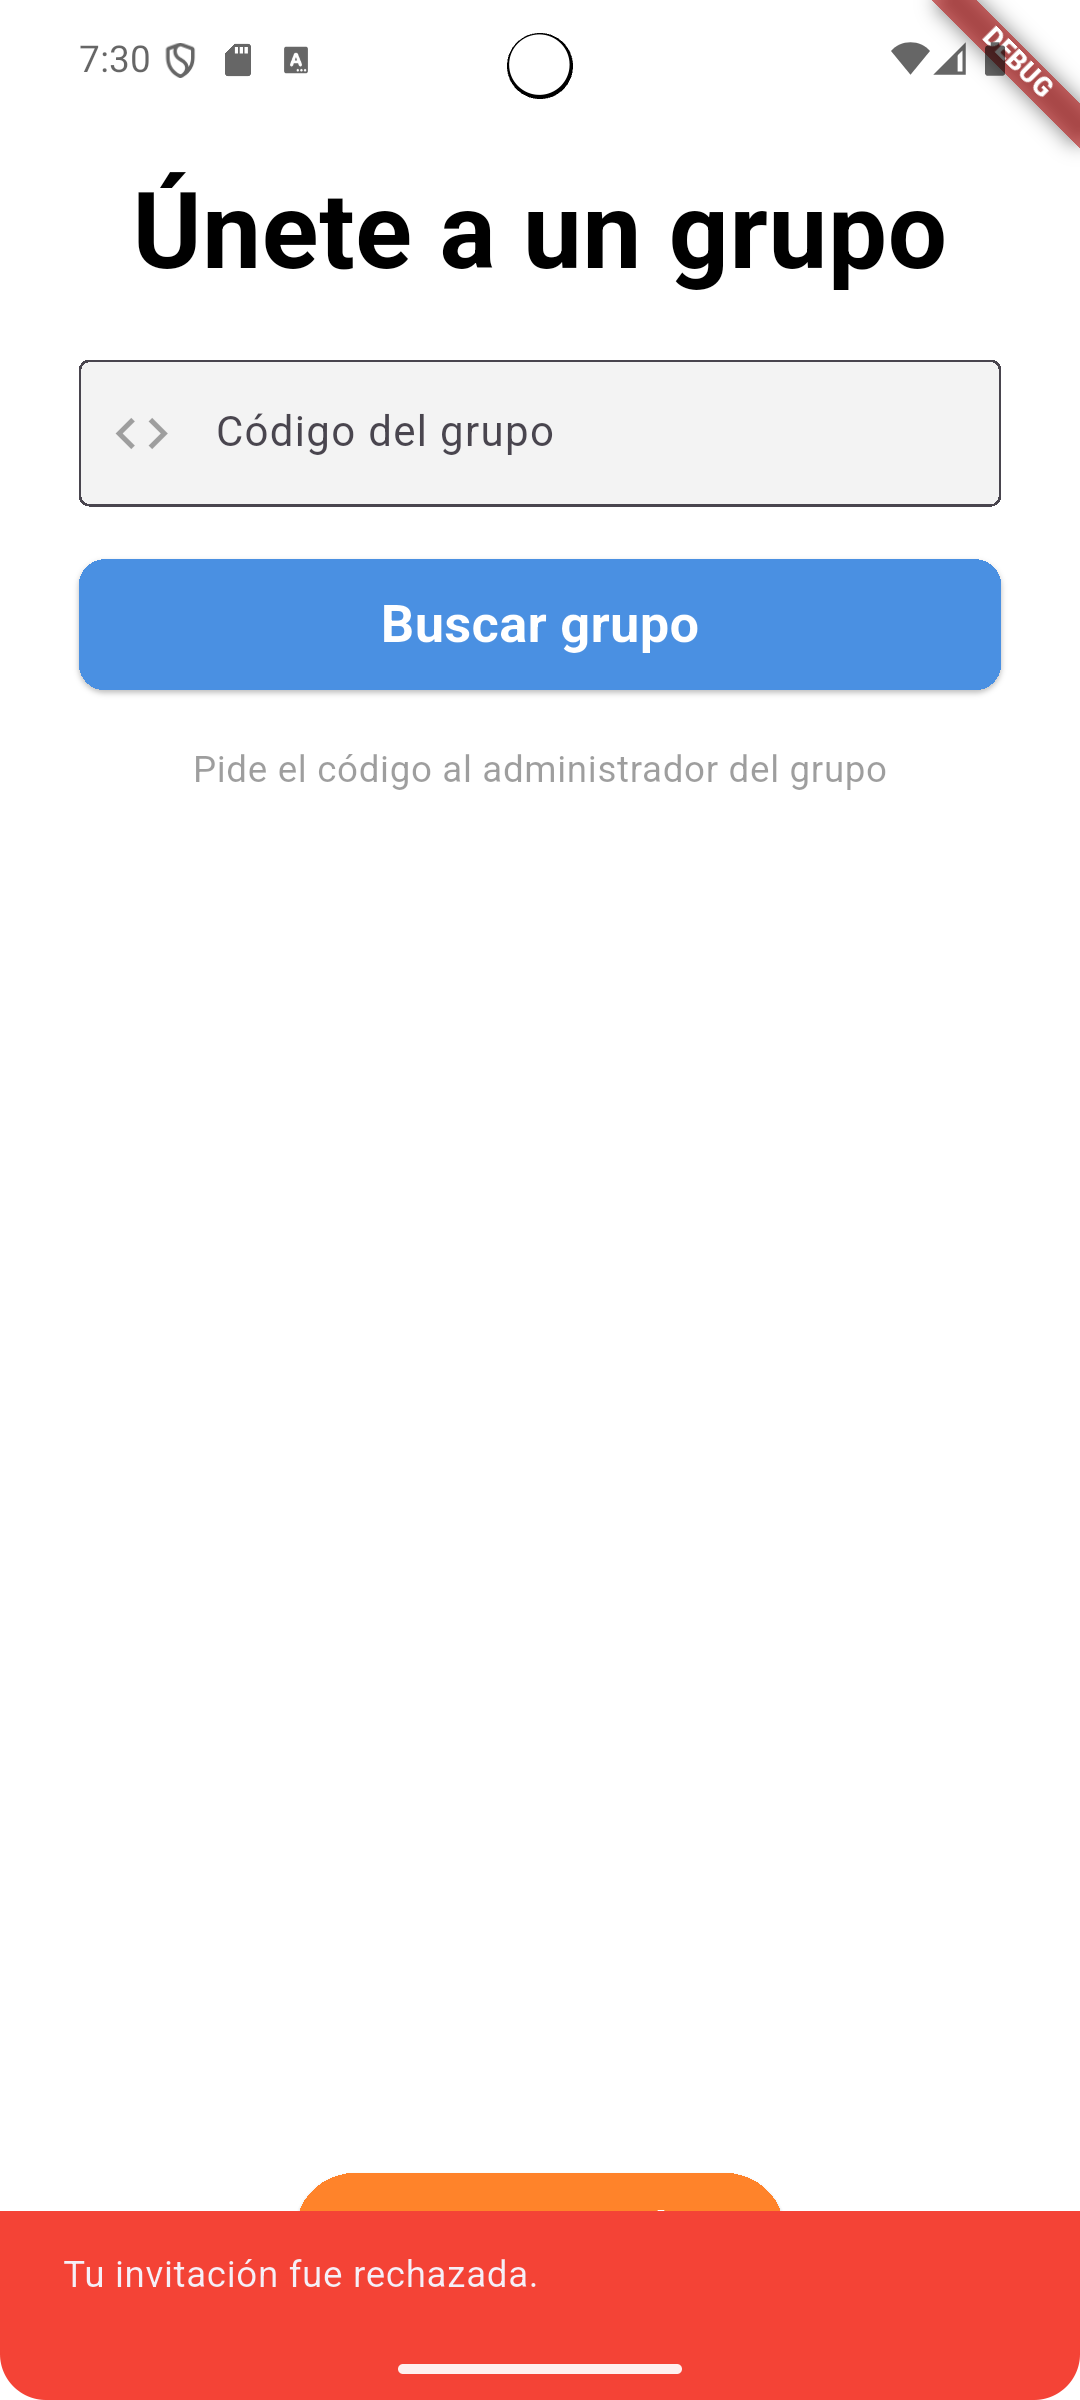 7:30
DEBUG
Únete a un grupo
Código del grupo
Buscar grupo
Pide el código al administrador del grupo
Tu invitación fue rechazada.